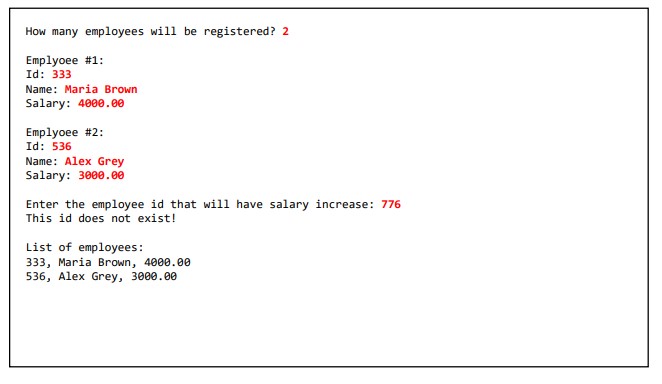 How many employees will be registered? 2
Emplyoee #1:
Id: 333
Name: Maria Brown
Salary: 4000.00
Emplyoee #2:
Id: 536
Name: Alex Grey
Salary: 3000.00
Enter the employee id that will have salary increase: 776
This id does not exist!
List of employees:
333, Maria Brown, 4000.00
536, Alex Grey, 3000.00